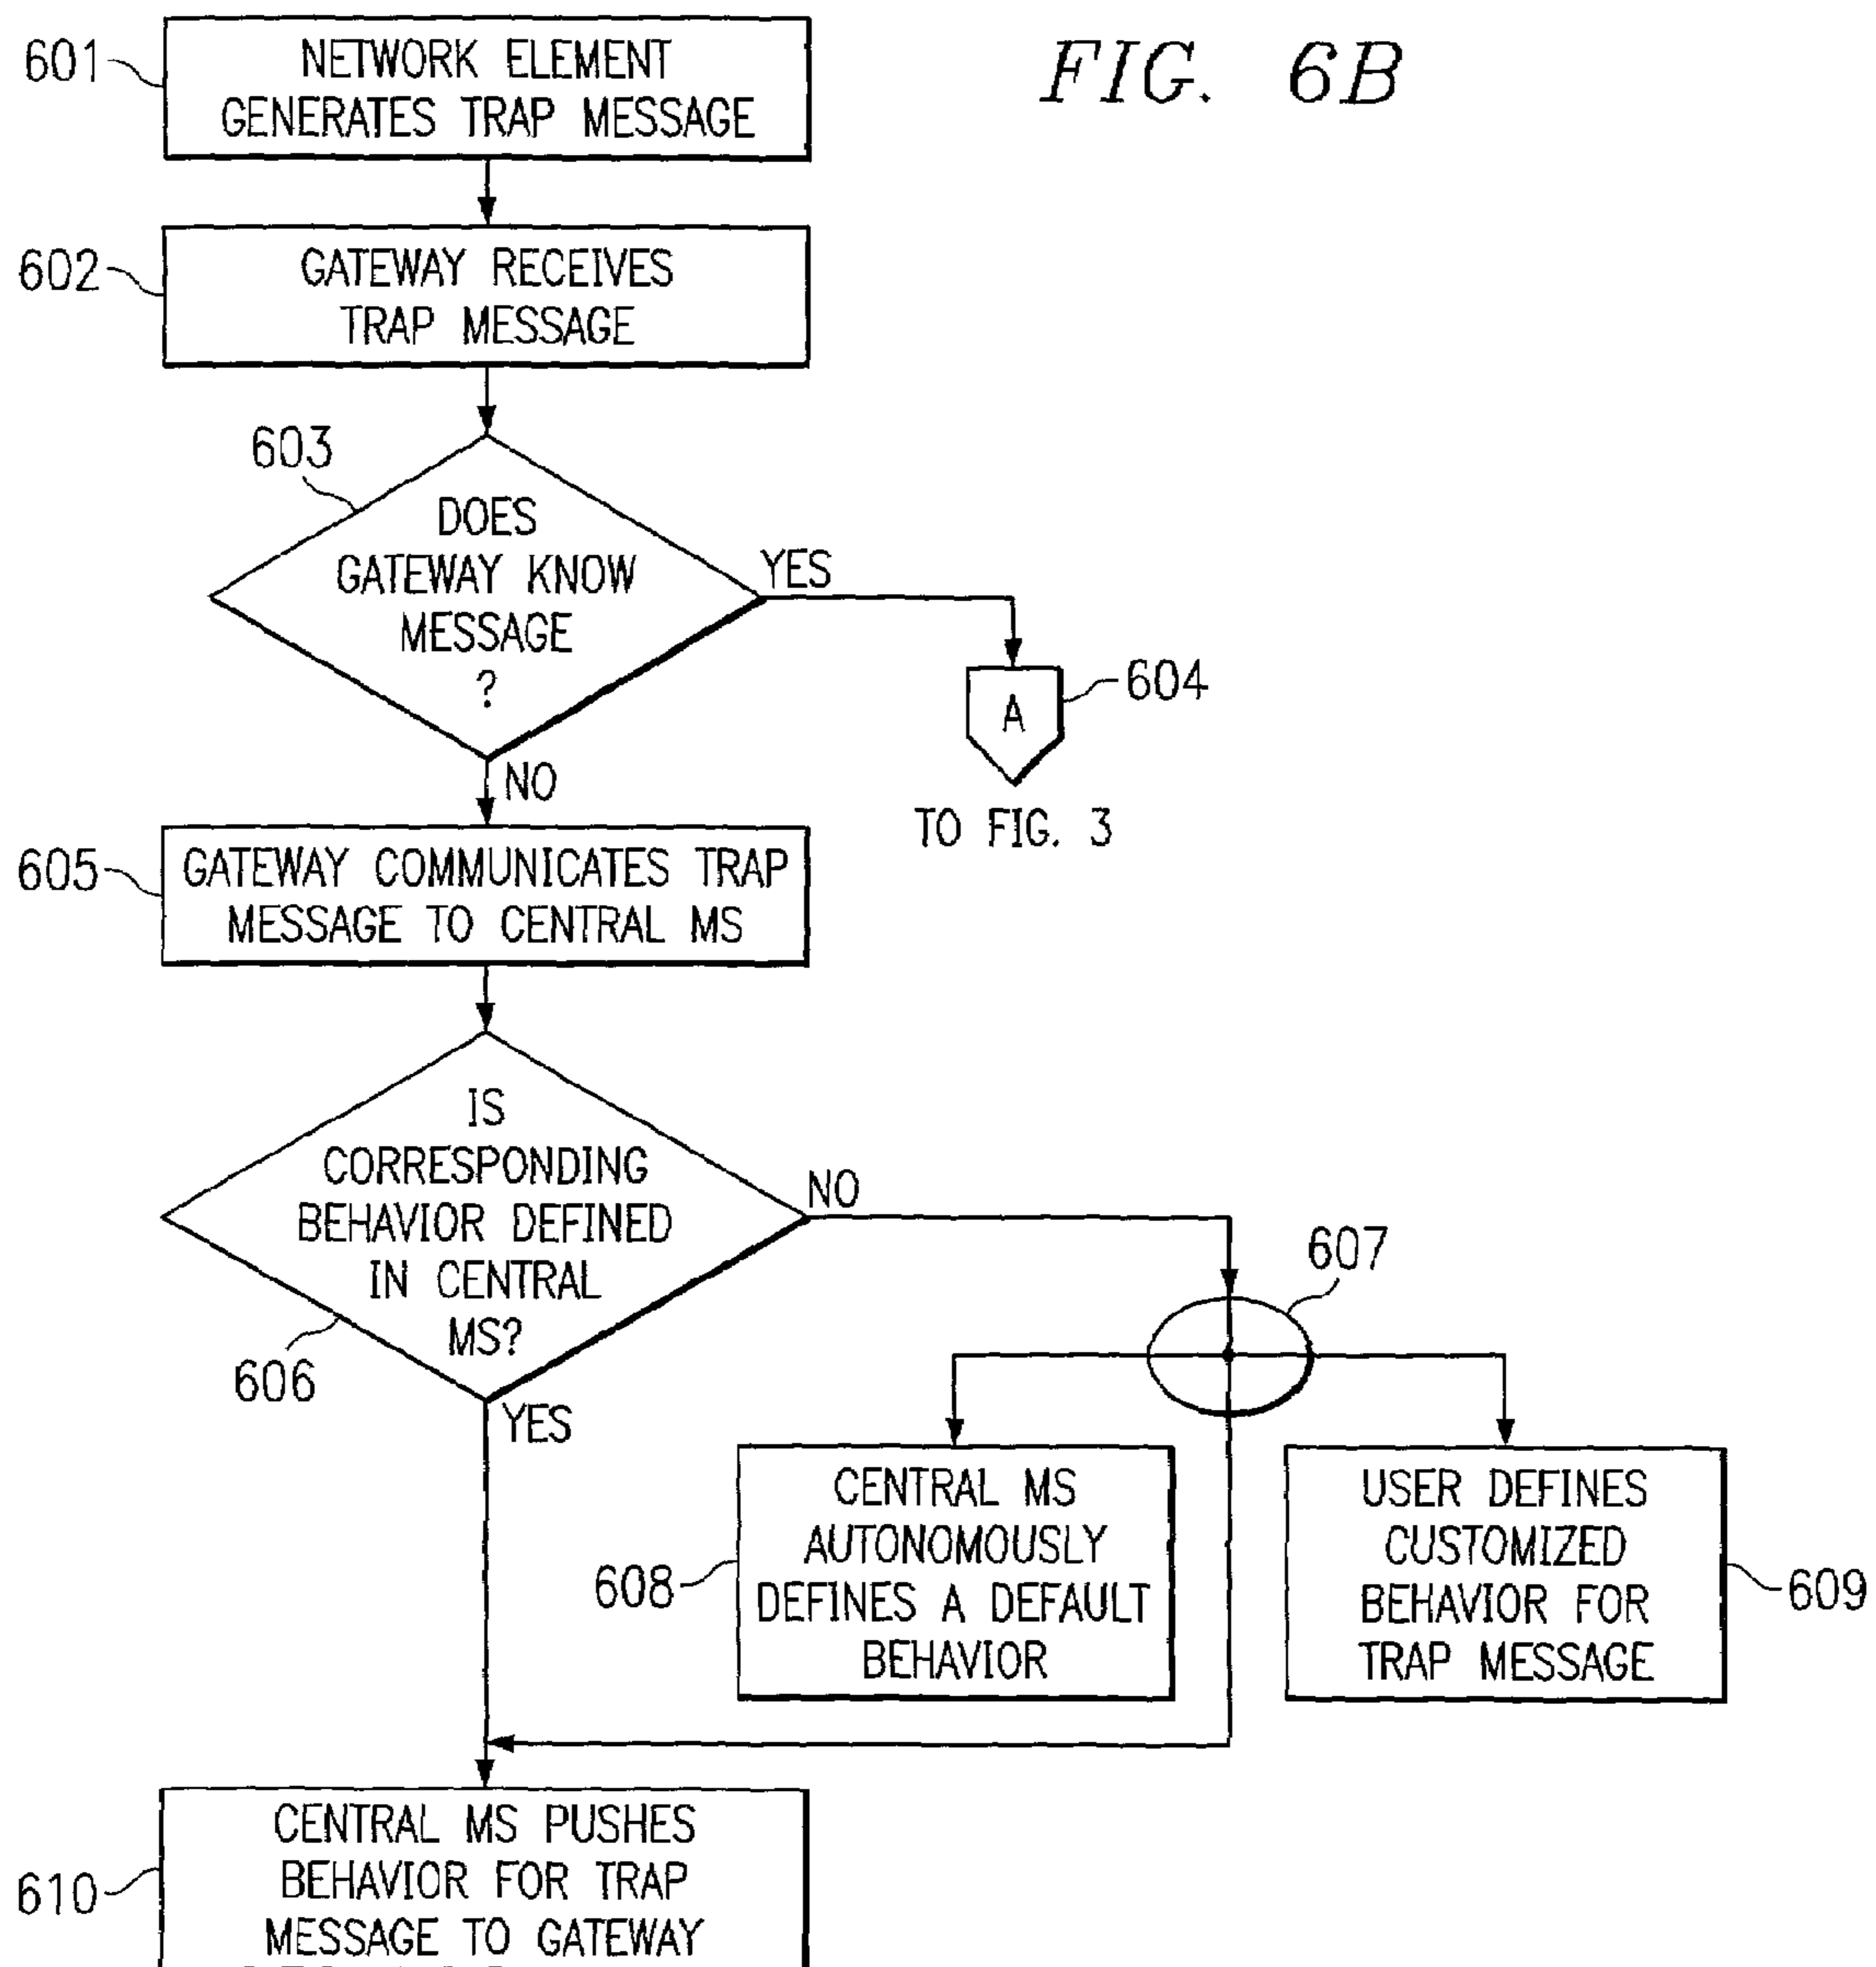 FIG. 6B
601
NETWORK ELEMENT
GENERATES TRAP MESSAGE
602
GATEWAY RECEIVES
TRAP MESSAGE
603
DOES
GATEWAY KNOW
MESSAGE
?
YES
604
A
TO FIG. 3
NO
605
GATEWAY COMMUNICATES TRAP
MESSAGE TO CENTRAL MS
606
IS
CORRESPONDING
BEHAVIOR DEFINED
IN CENTRAL
MS?
NO
607
YES
608
CENTRAL MS
AUTONOMOUSLY
DEFINES A DEFAULT
BEHAVIOR
USER DEFINES
CUSTOMIZED
BEHAVIOR FOR
TRAP MESSAGE
609
610
CENTRAL MS PUSHES
BEHAVIOR FOR TRAP
MESSAGE TO GATEWAY